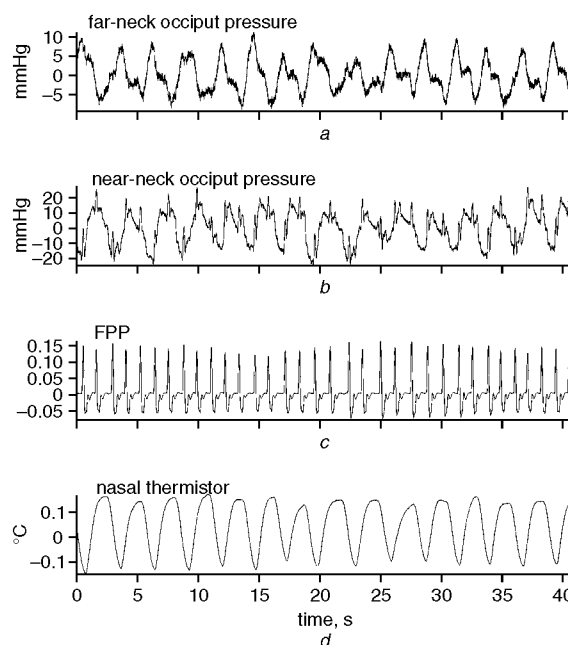 far-neck occiput pressure
10
5
0
−5
mmHg
a
near-neck occiput pressure
20
10
0
−10
−20
mmHg
b
FPP
0.15
0.10
0.05
0
−0.05
c
nasal thermistor
0.1
0
−0.1
°C
0 5 10 15 20 25 30 35 40
time, s
d